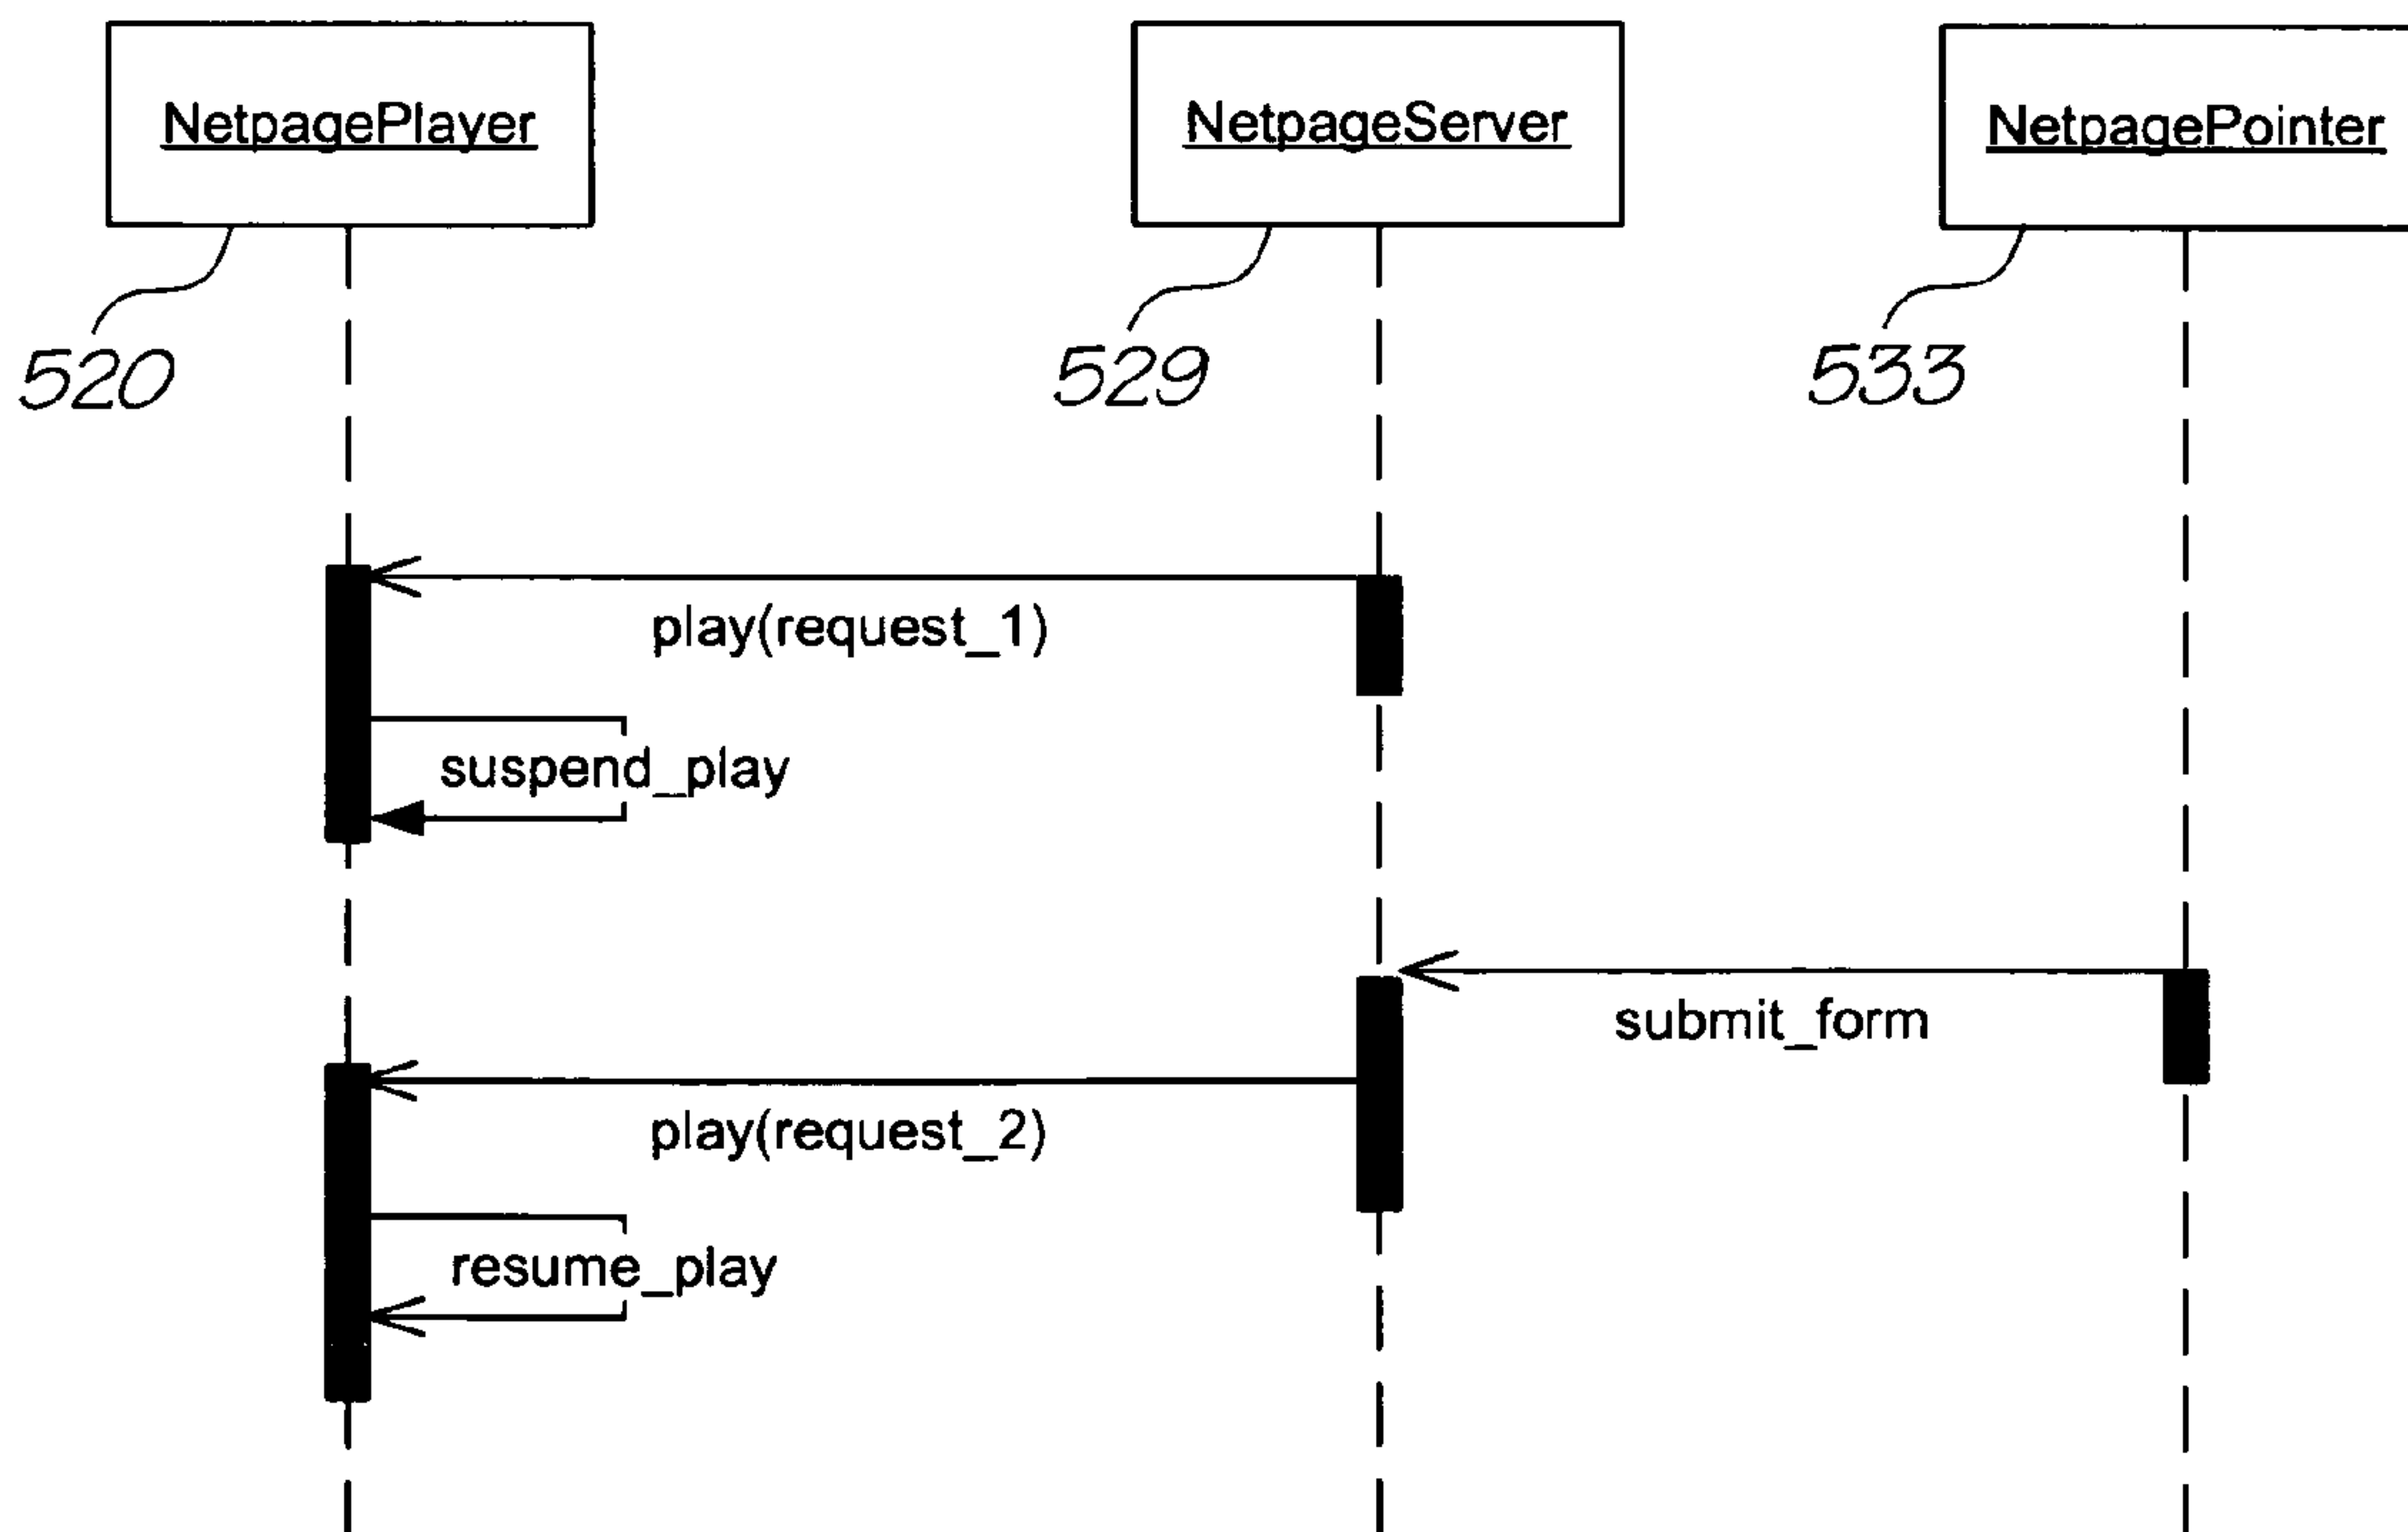 NetpagePlayer
NetpageServer
NetpagePointer
520
529
533
play(request_1)
suspend_play
submit_form
play(request_2)
resume_play